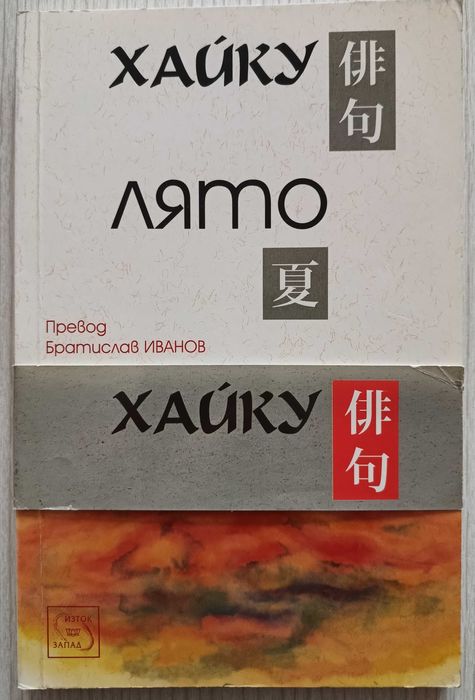 ХАЙКУ 俳句
ЛЯТО
夏
Превод
Братислав ИВАНОВ
ХАЙКУ 俳句
ИЗТОК
ЗАПАД